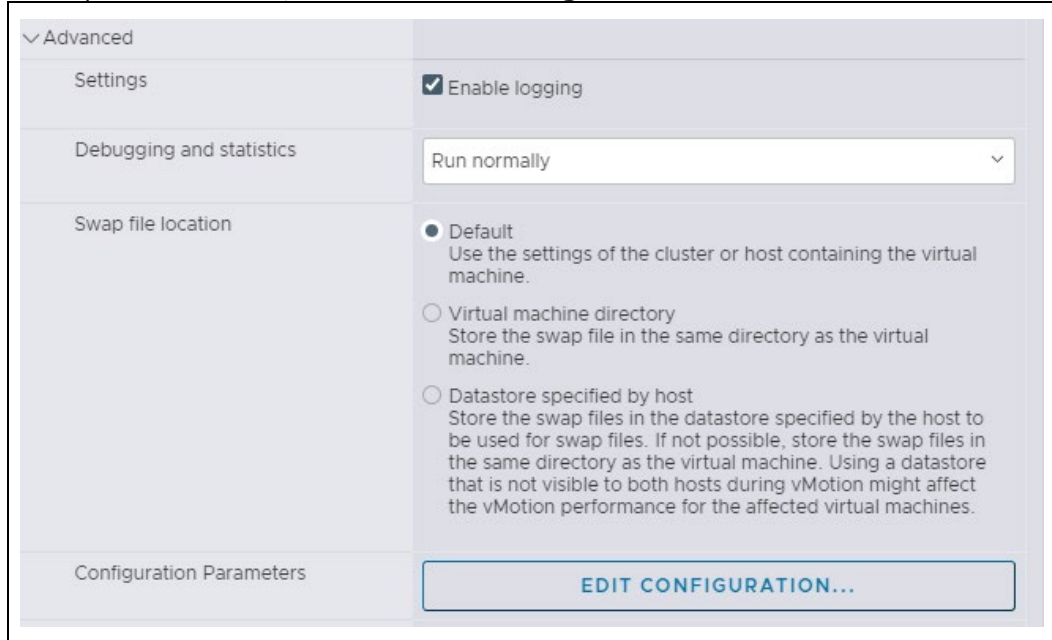 Advanced
Settings
Enable logging
Debugging and statistics
Run normally
Swap file location
Default
Use the settings of the cluster or host containing the virtual
machine.
Virtual machine directory
Store the swap file in the same directory as the virtual
machine.
Datastore specified by host
Store the swap files in the datastore specified by the host to
be used for swap files. If not possible, store the swap files in
the same directory as the virtual machine. Using a datastore
that is not visible to both hosts during vMotion might affect
the vMotion performance for the affected virtual machines.
Configuration Parameters
EDIT CONFIGURATION...